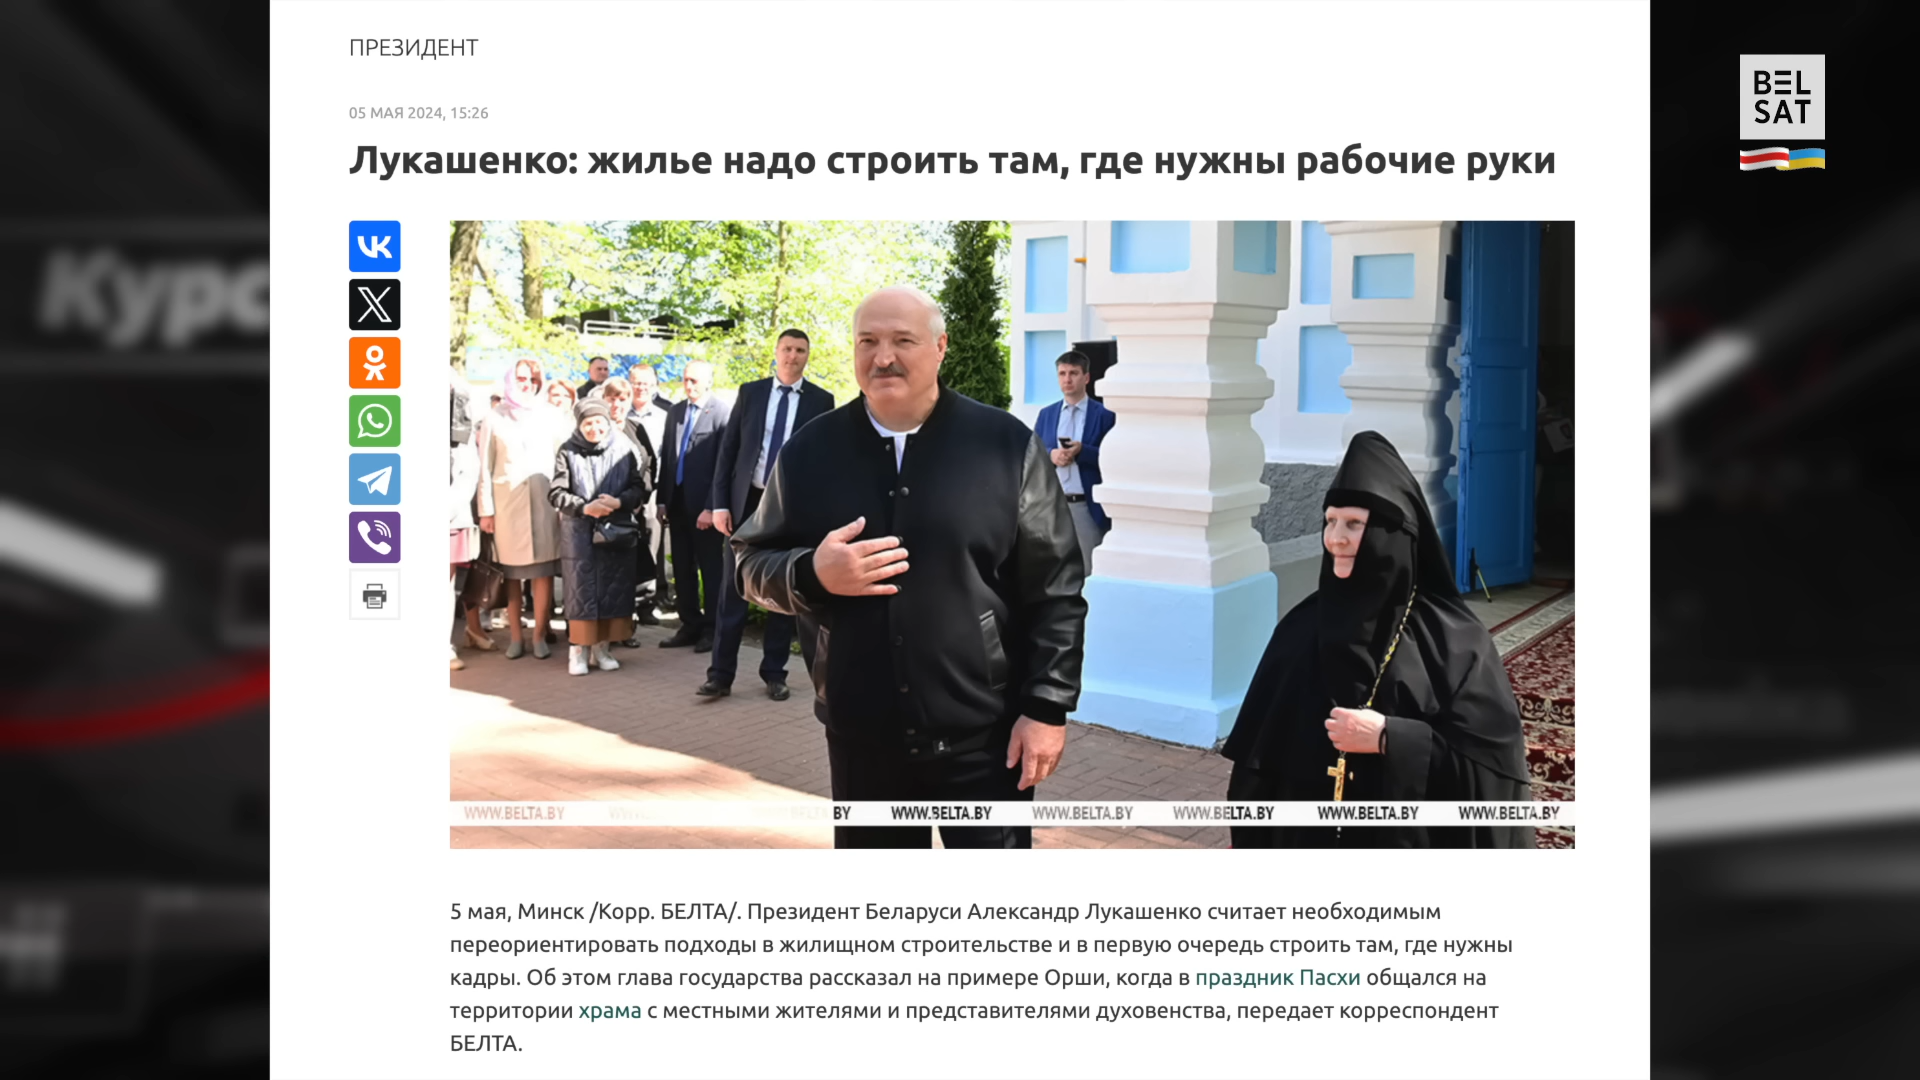 ПРЕЗИДЕНТ
05 МАЯ 2024, 15:26
Лукашенко: жилье надо строить там, где нужны рабочие руки
BEL
SAT
Курс
WWW.BELTA.BY WWW.BELTA.BY WWW.BELTA.BY WWW.BELTA.BY WWW.BELTA.BY WWW.BELTA.BY
5 мая, Минск /Корр. БЕЛТА/. Президент Беларуси Александр Лукашенко считает необходимым
переориентировать подходы в жилищном строительстве и в первую очередь строить там, где нужны
кадры. Об этом глава государства рассказал на примере Орши, когда в праздник Пасхи общался на
территории храма с местными жителями и представителями духовенства, передает корреспондент
БЕЛТА.